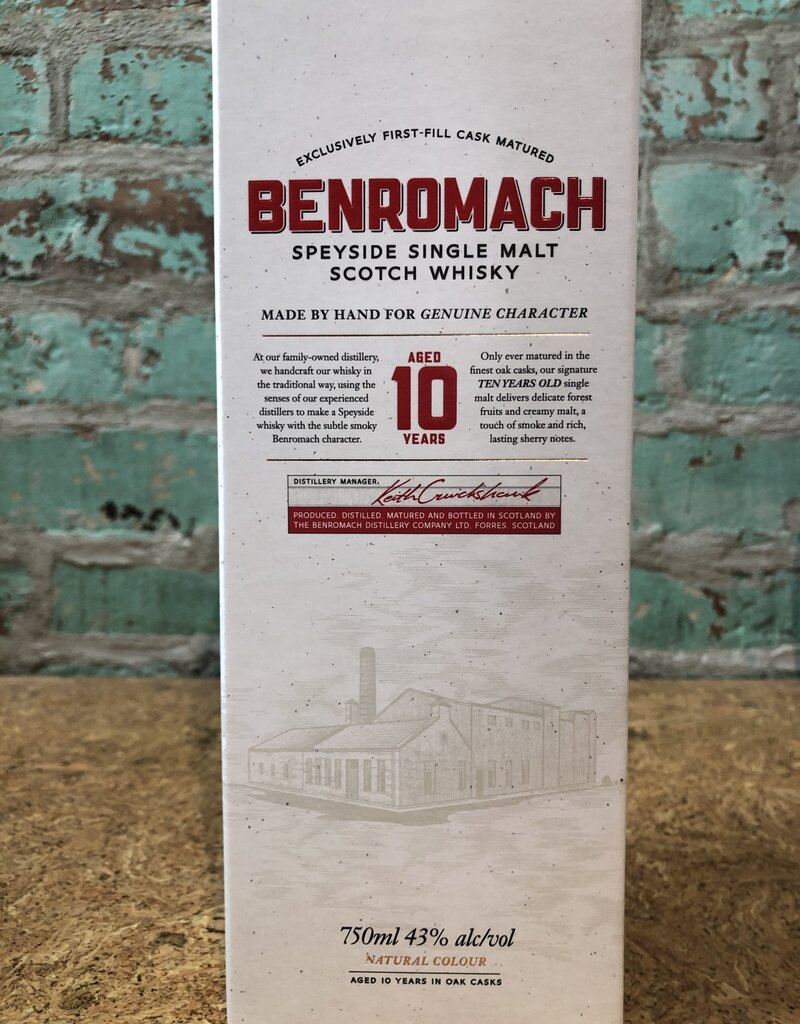 EXCLUSIVELY FIRST-FILL CASK MATURED
BENROMACH
SPEYSIDE SINGLE MALT
SCOTCH WHISKY
MADE BY HAND FOR GENUINE CHARACTER
At our family-owned distillery,
we handcraft our whisky in
the traditional way, using the
senses of our experienced
distillers to make a Speyside
whisky with the subtle smoky
Benromach character.
AGED
10
YEARS
Only ever matured in the
finest oak casks, our signature
TEN YEARS OLD single
malt delivers delicate forest
fruits and creamy malt, a
touch of smoke and rich,
lasting sherry notes.
DISTILLERY MANAGER.
Keith Cruickshank
PRODUCED, DISTILLED, MATURED AND BOTTLED IN SCOTLAND BY
THE BENROMACH DISTILLERY COMPANY LTD, FORRES, SCOTLAND
750ml 43% alc/vol
NATURAL COLOUR
AGED 10 YEARS IN OAK CASKS